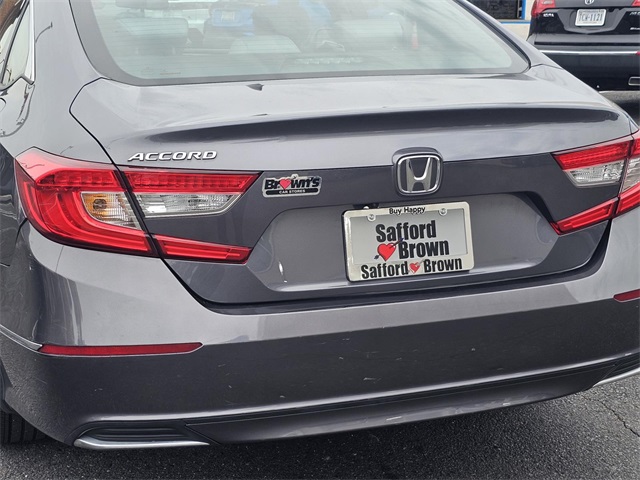 ACCORD
BROWN'S
CAR STORES
Buy Happy
Safford
Brown
Safford Brown